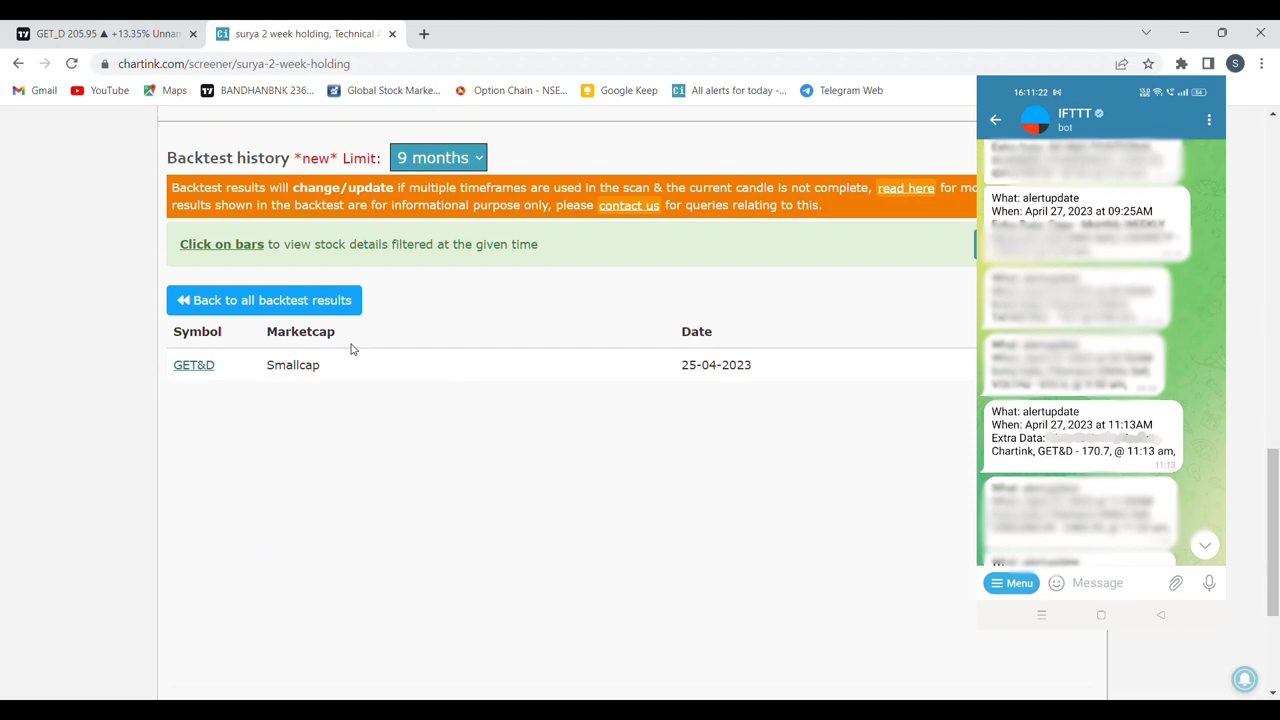 GET_D 205.95 ▲ +13.35% Unnan
surya 2 week holding, Technical A
chartink.com/screener/surya-2-week-holding
S
Gmail
YouTube
Maps
BANDHANBNK 236...
Global Stock Marke...
Option Chain - NSE...
Google Keep
All alerts for today -...
Telegram Web
Backtest history *new* Limit: 9 months
Backtest results will change/update if multiple timeframes are used in the scan & the current candle is not complete, read here for mo
results shown in the backtest are for informational purpose only, please contact us for queries relating to this.
Click on bars to view stock details filtered at the given time
Back to all backtest results
Symbol Marketcap Date
GET&D Smallcap 25-04-2023
16:11:22
IFTTT
bot
What: alertupdate
When: April 27, 2023 at 09:25AM
What: alertupdate
When: April 27, 2023 at 11:13AM
Extra Data:
Chartink, GET&D - 170.7, @ 11:13 am,
11:13
Menu
Message